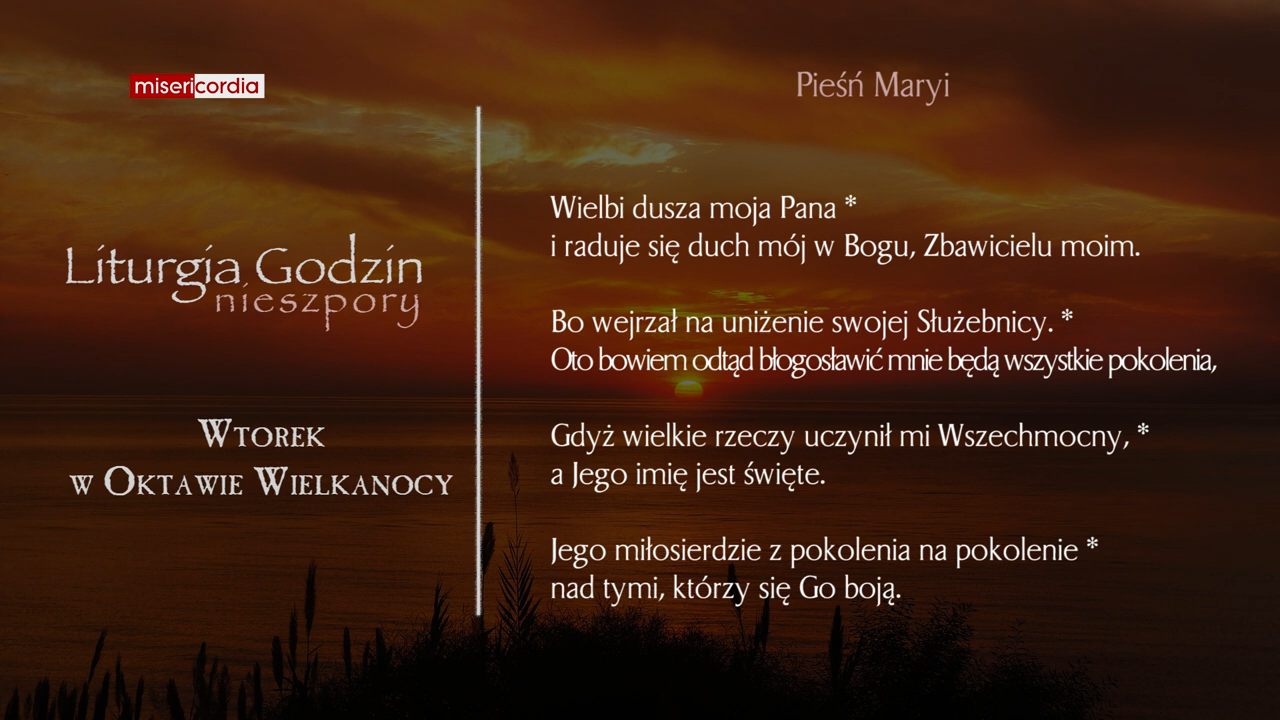 misericordia
Liturgia Godzin
nieszpory
Wtorek
w Oktawie Wielkanocy
Pieśń Maryi
Wielbi dusza moja Pana *
i raduje się duch mój w Bogu, Zbawicielu moim.
Bo wejrzał na uniżenie swojej Służebnicy. *
Oto bowiem odtąd błogosławić mnie będą wszystkie pokolenia,
Gdyż wielkie rzeczy uczynił mi Wszechmocny, *
a Jego imię jest święte.
Jego miłosierdzie z pokolenia na pokolenie *
nad tymi, którzy się Go boją.